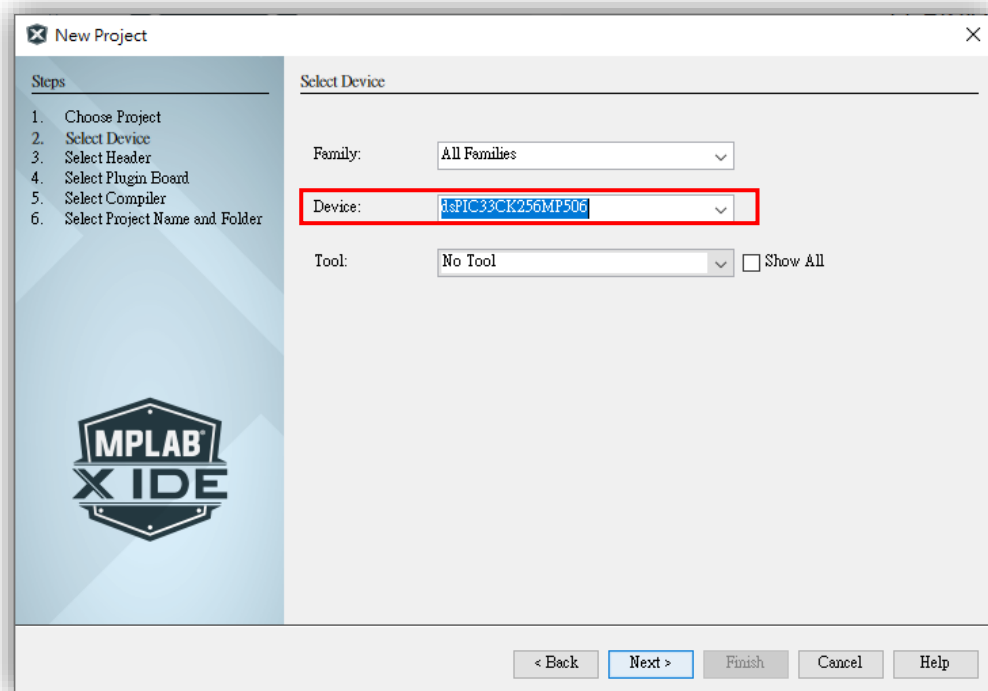 New Project
Steps
1. Choose Project
2. Select Device
3. Select Header
4. Select Plugin Board
5. Select Compiler
6. Select Project Name and Folder
Select Device
Family: All Families
Device: dsPIC33CK256MP506
Tool: No Tool Show All
MPLAB
X IDE
< Back Next > Finish Cancel Help